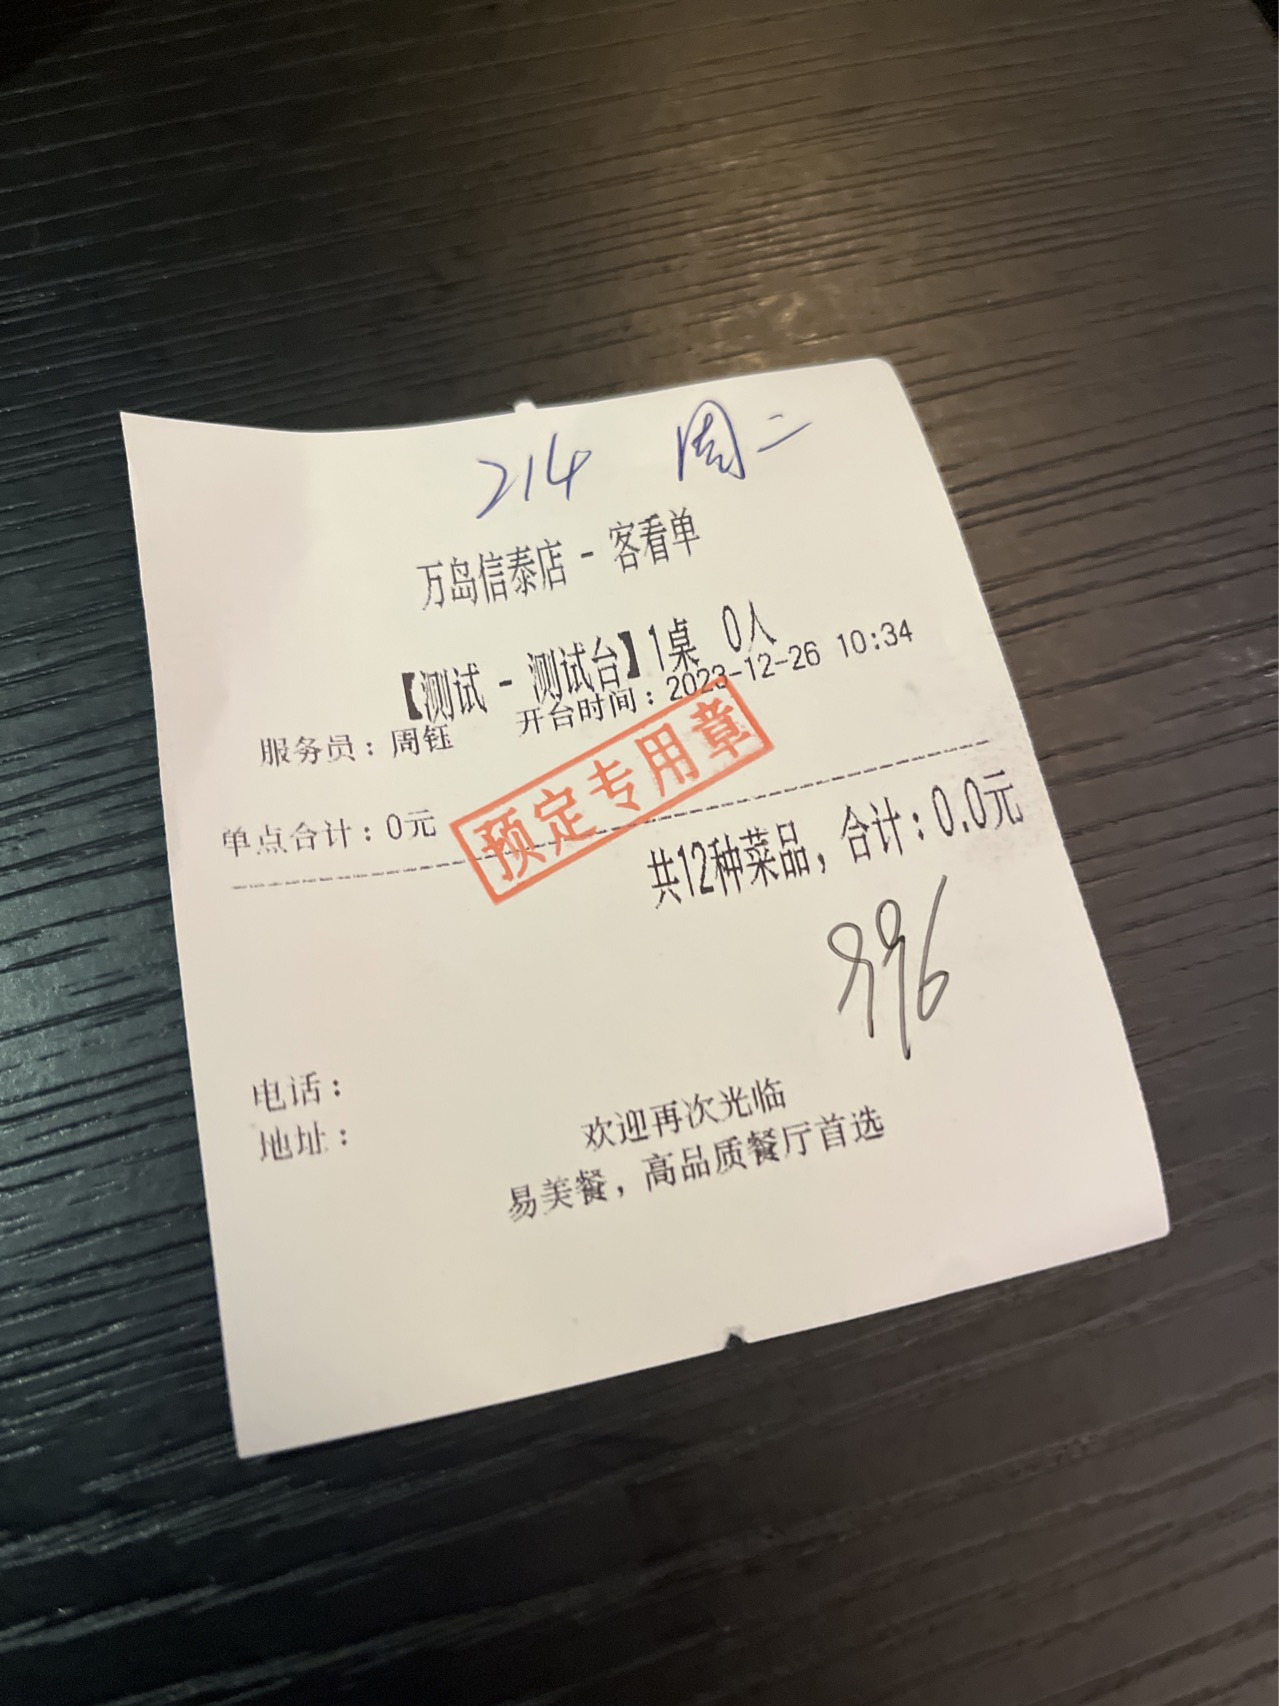 214 周二
万岛信泰店 - 客看单
【测试 - 测试台】1桌 0人
服务员：周钰 开台时间：2023-12-26 10:34
预定专用章
单点合计：0元
共12种菜品，合计：0.0元
996
电话：
地址：
欢迎再次光临
易美餐，高品质餐厅首选